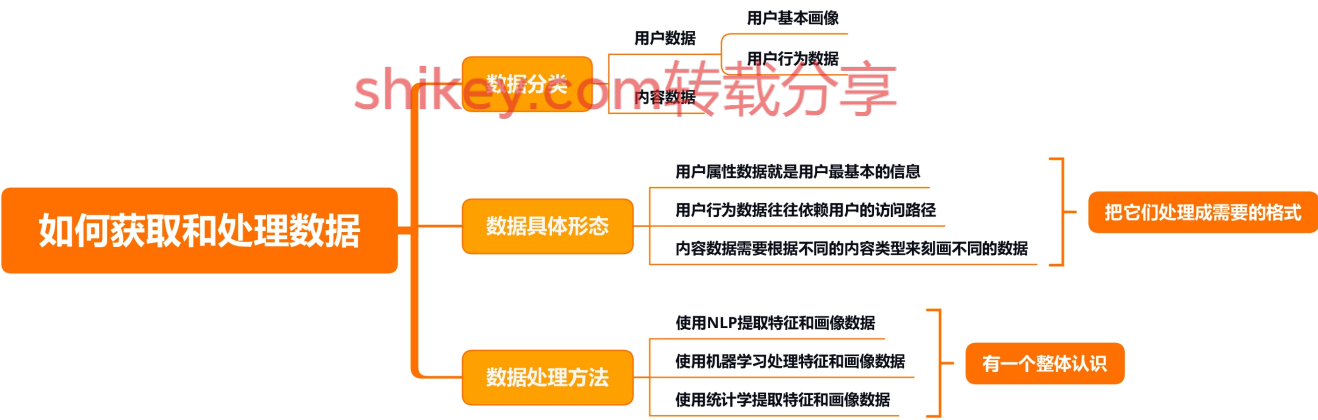 如何获取和处理数据
数据分类
用户数据
用户基本画像
用户行为数据
内容数据
shikey.com转载分享
数据具体形态
用户属性数据就是用户最基本的信息
用户行为数据往往依赖用户的访问路径
内容数据需要根据不同的内容类型来刻画不同的数据
把它们处理成需要的格式
数据处理方法
使用NLP提取特征和画像数据
使用机器学习处理特征和画像数据
使用统计学提取特征和画像数据
有一个整体认识